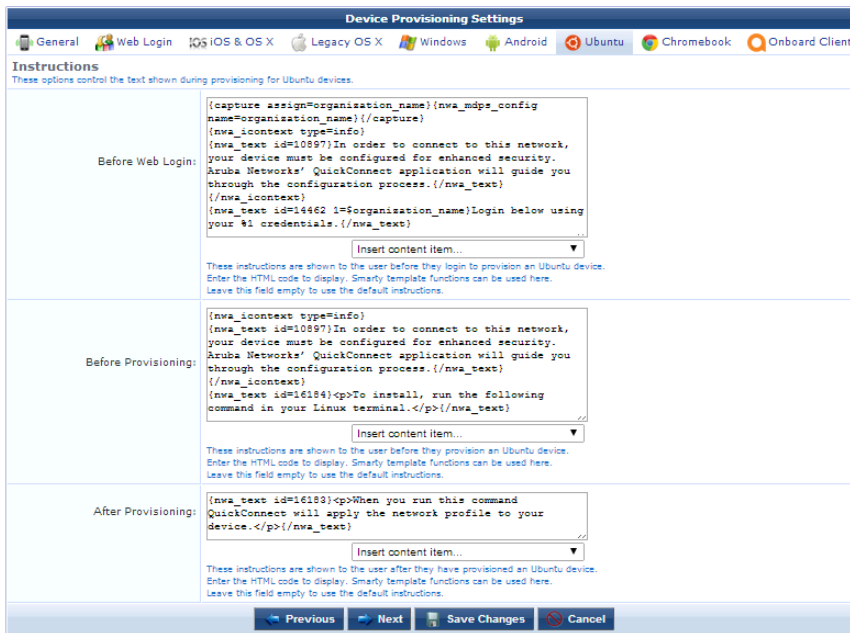 Device Provisioning Settings
General Web Login iOS iOS & OS X Legacy OS X Windows Android Ubuntu Chromebook Onboard Client
Instructions
These options control the text shown during provisioning for Ubuntu devices.
{capture assign=organization_name}{nwa_mdps_config
name=organization_name}{/capture}
{nwa_icontext type=info}
{nwa_text id=10897}In order to connect to this network,
Before Web Login:
your device must be configured for enhanced security.
Aruba Networks’ QuickConnect application will guide you
through the configuration process.{/nwa_text}
{/nwa_icontext}
{nwa_text id=14462 1=$organization_name}Login below using
your %1 credentials.{/nwa_text}
Insert content item...
These instructions are shown to the user before they login to provision an Ubuntu device.
Enter the HTML code to display. Smarty template functions can be used here.
Leave this field empty to use the default instructions.
Before Provisioning:
{nwa_icontext type=info}
{nwa_text id=10897}In order to connect to this network,
your device must be configured for enhanced security.
Aruba Networks’ QuickConnect application will guide you
through the configuration process.{/nwa_text}
{/nwa_icontext}
{nwa_text id=16184}<p>To install, run the following
command in your Linux terminal.</p>{/nwa_text}
Insert content item...
These instructions are shown to the user before they provision an Ubuntu device.
Enter the HTML code to display. Smarty template functions can be used here.
Leave this field empty to use the default instructions.
After Provisioning:
{nwa_text id=16183}<p>When you run this command
QuickConnect will apply the network profile to your
device.</p>{/nwa_text}
Insert content item...
These instructions are shown to the user after they have provisioned an Ubuntu device.
Enter the HTML code to display. Smarty template functions can be used here.
Leave this field empty to use the default instructions.
Previous Next Save Changes Cancel